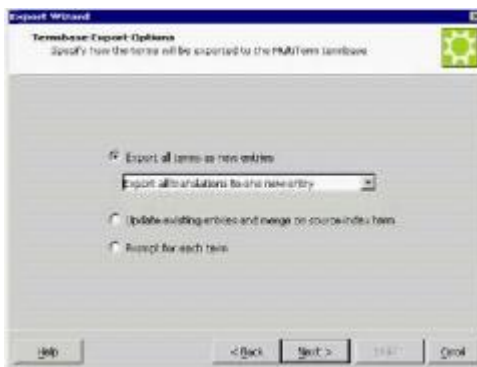 Export Wizard
Termbase Export Options
Specify how the terms will be exported to the MultiTerm termbase
Export all terms as new entries
Export all translations to one new entry
Update existing entries and merge on source index term
Prompt for each term
Help
< Back
Next >
Cancel